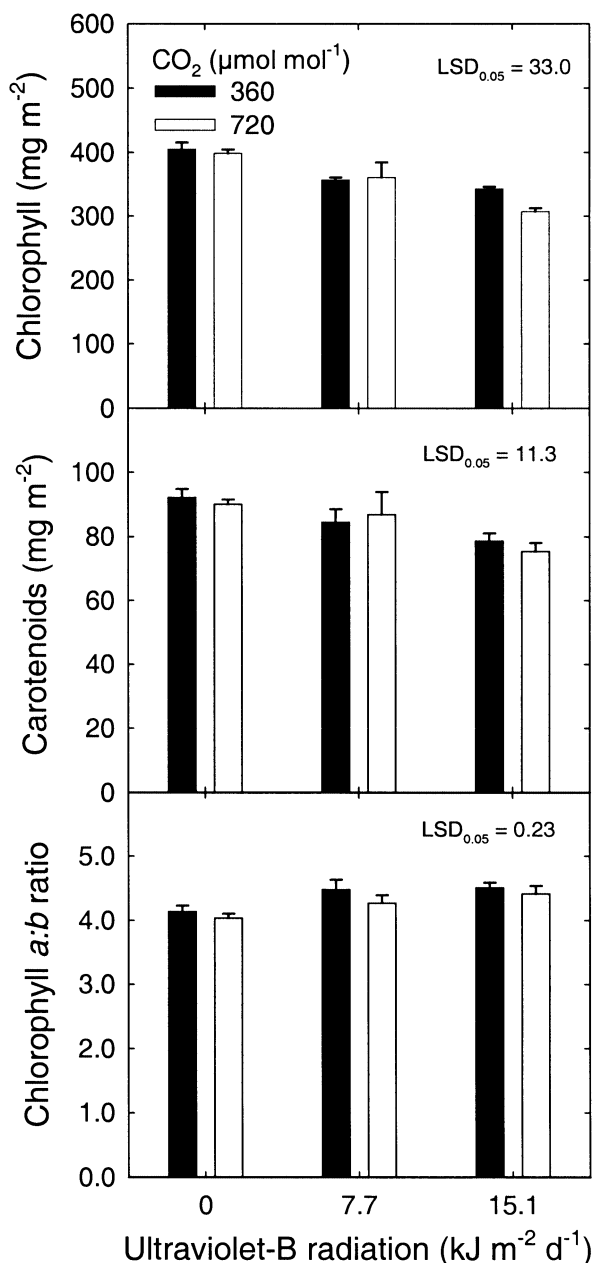 600
CO₂ (μmol mol⁻¹)
LSD₀.₀₅ = 33.0
500
360
720
400
300
200
100
0
Chlorophyll (mg m⁻²)
LSD₀.₀₅ = 11.3
100
80
60
40
20
0
Carotenoids (mg m⁻²)
LSD₀.₀₅ = 0.23
5.0
4.0
3.0
2.0
1.0
0.0
Chlorophyll a:b ratio
0 7.7 15.1
Ultraviolet-B radiation (kJ m⁻² d⁻¹)